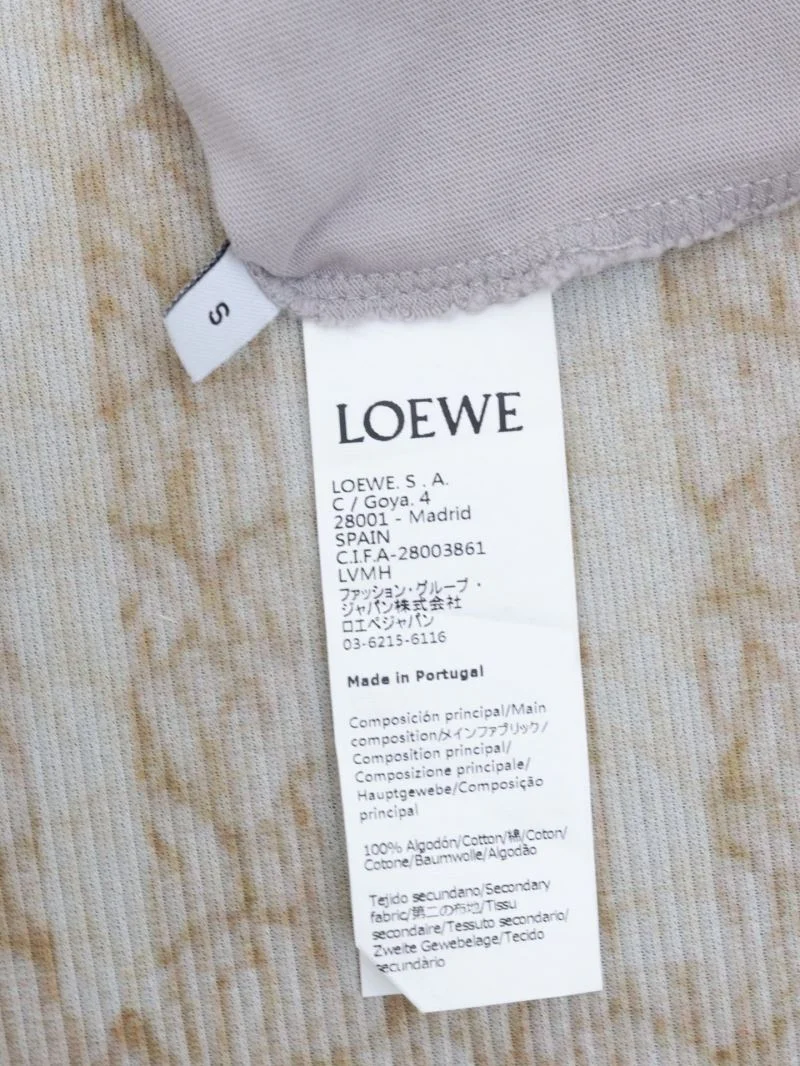 S
LOEWE
LOEWE. S . A.
C / Goya. 4
28001 - Madrid
SPAIN
C.I.F.A-28003861
LVMH
ファッション・グループ・
ジャパン株式会社
ロエベジャパン
03-6215-6116
Made in Portugal
Composición principal/Main
composition/メインファブリック/
Composition principal/
Composizione principale/
Hauptgewebe/Composição
principal
100% Algodón/Cotton/綿/Coton/
Cotone/Baumwolle/Algodão
Tejido secundario/Secondary
fabric/第二の布地/Tissu
secondaire/Tessuto secondario/
Zweite Gewebelage/Tecido
secundàrio